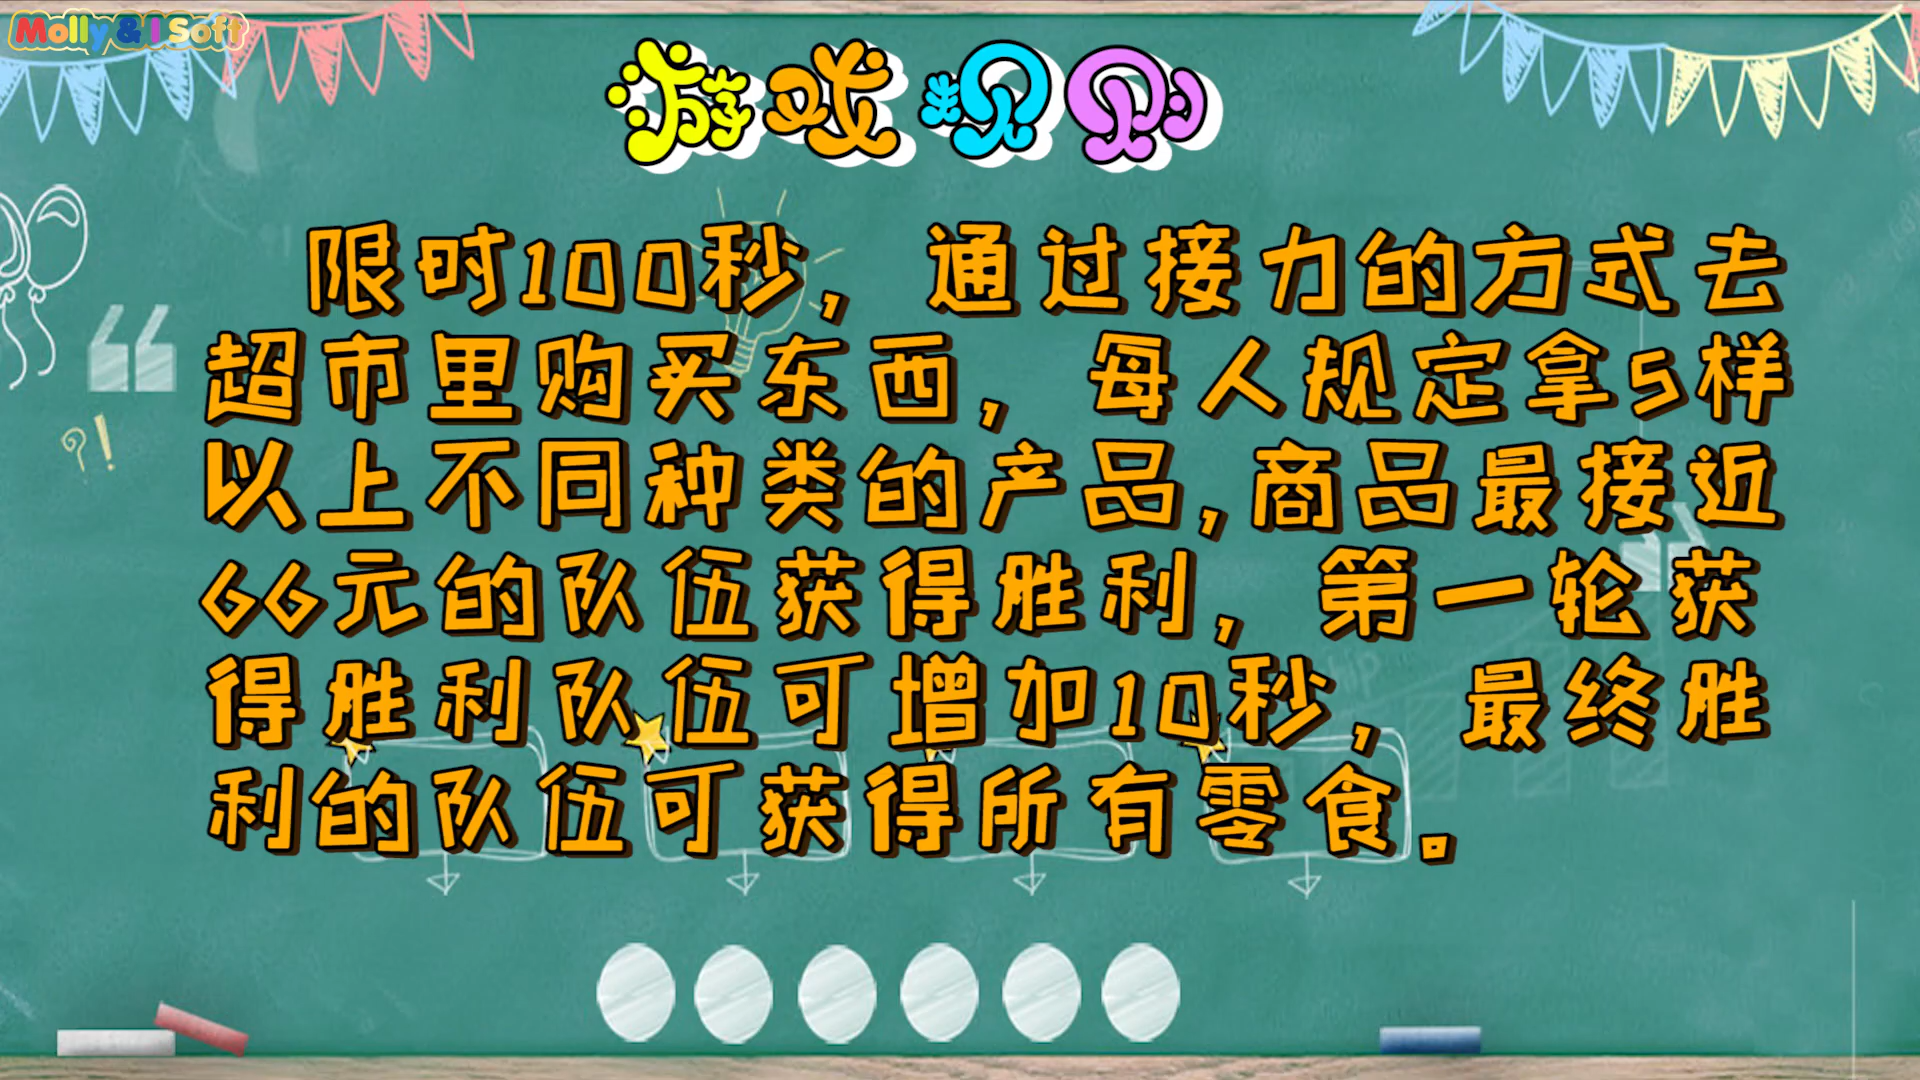 Molly & I Soft
游戏规则
限时100秒，通过接力的方式去
超市里购买东西，每人规定拿5样
以上不同种类的产品,商品最接近
66元的队伍获得胜利，第一轮获
得胜利队伍可增加10秒，最终胜
利的队伍可获得所有零食。
?!